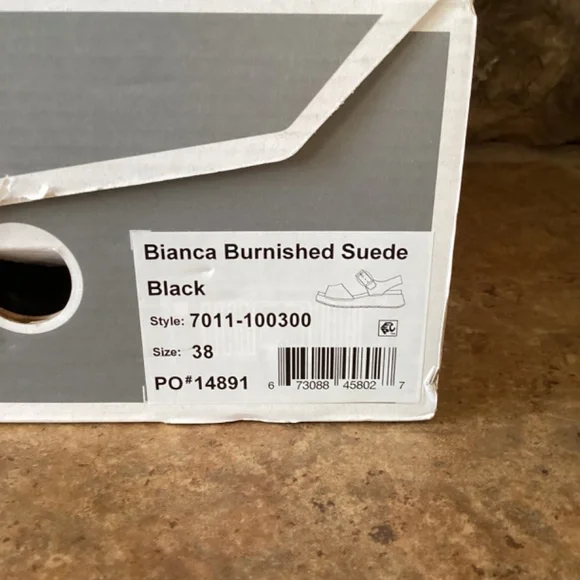 Bianca Burnished Suede
Black
Style: 7011-100300
Size: 38
PO#14891
6 73088 45802 7